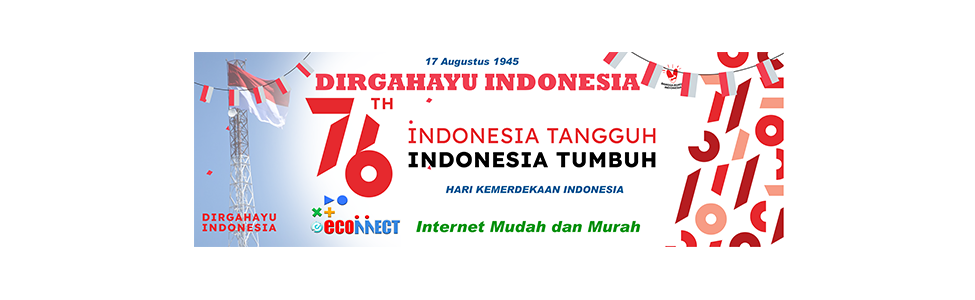 17 Augustus 1945
DIRGAHAYU INDONESIA
76 TH
INDONESIA TANGGUH
INDONESIA TUMBUH
HARI KEMERDEKAAN INDONESIA
DIRGAHAYU
INDONESIA
econnect
Internet Mudah dan Murah